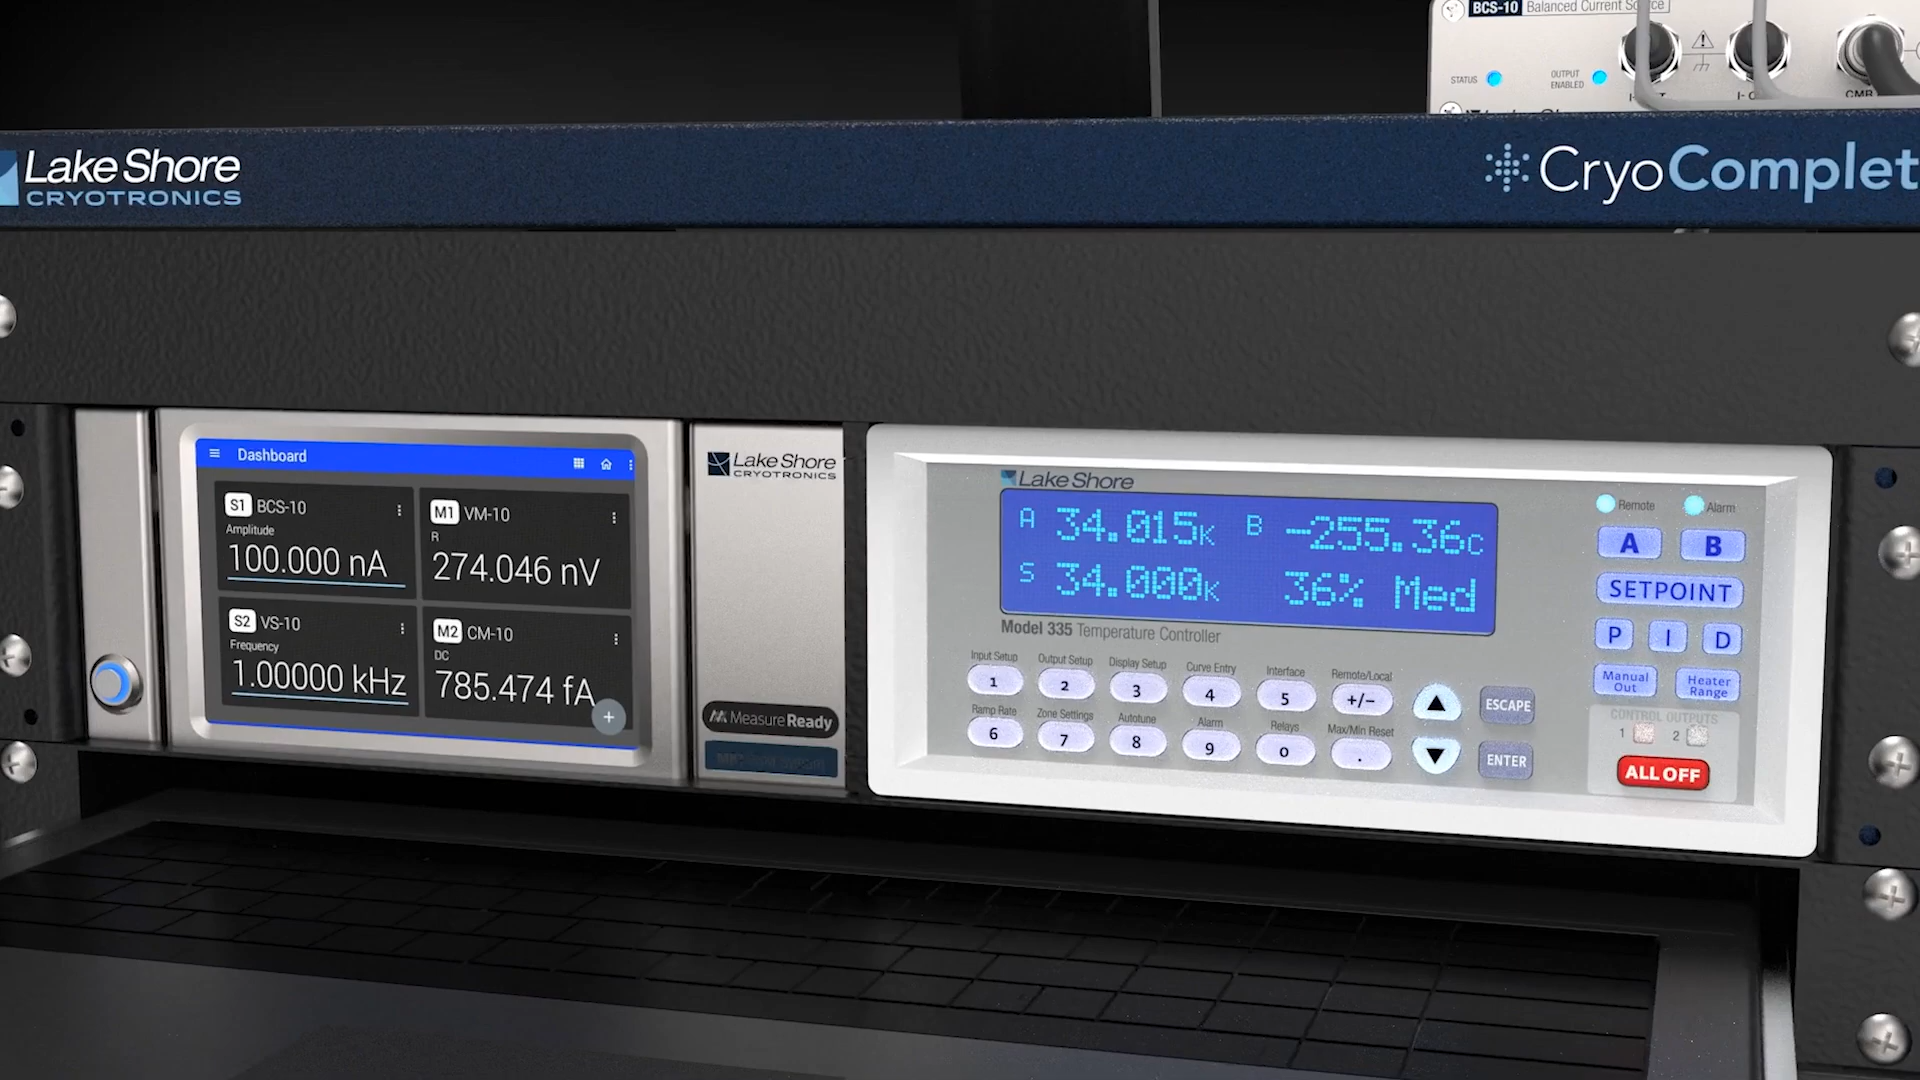 BCS-10 Balanced Current Source
STATUS
OUTPUT
ENABLED
CMR
Lake Shore
CRYOTRONICS
CryoComplet
Dashboard
S1 BCS-10
Amplitude
100.000 nA
M1 VM-10
R
274.046 nV
S2 VS-10
Frequency
1.00000 kHz
M2 CM-10
DC
785.474 fA
+
Lake Shore
CRYOTRONICS
MeasureReady
Lake Shore
A 34.015K B -255.36C
S 34.000K 36% Med
Model 335 Temperature Controller
Input Setup Output Setup Display Setup Curve Entry Interface Remote/Local
1 2 3 4 5 +/-
Ramp Rate Zone Settings Autotune Alarm Relays Max/Min Reset
6 7 8 9 0 .
ESCAPE
ENTER
Remote Alarm
A B
SETPOINT
P I D
Manual
Out
Heater
Range
CONTROL OUTPUTS
1 2
ALL OFF